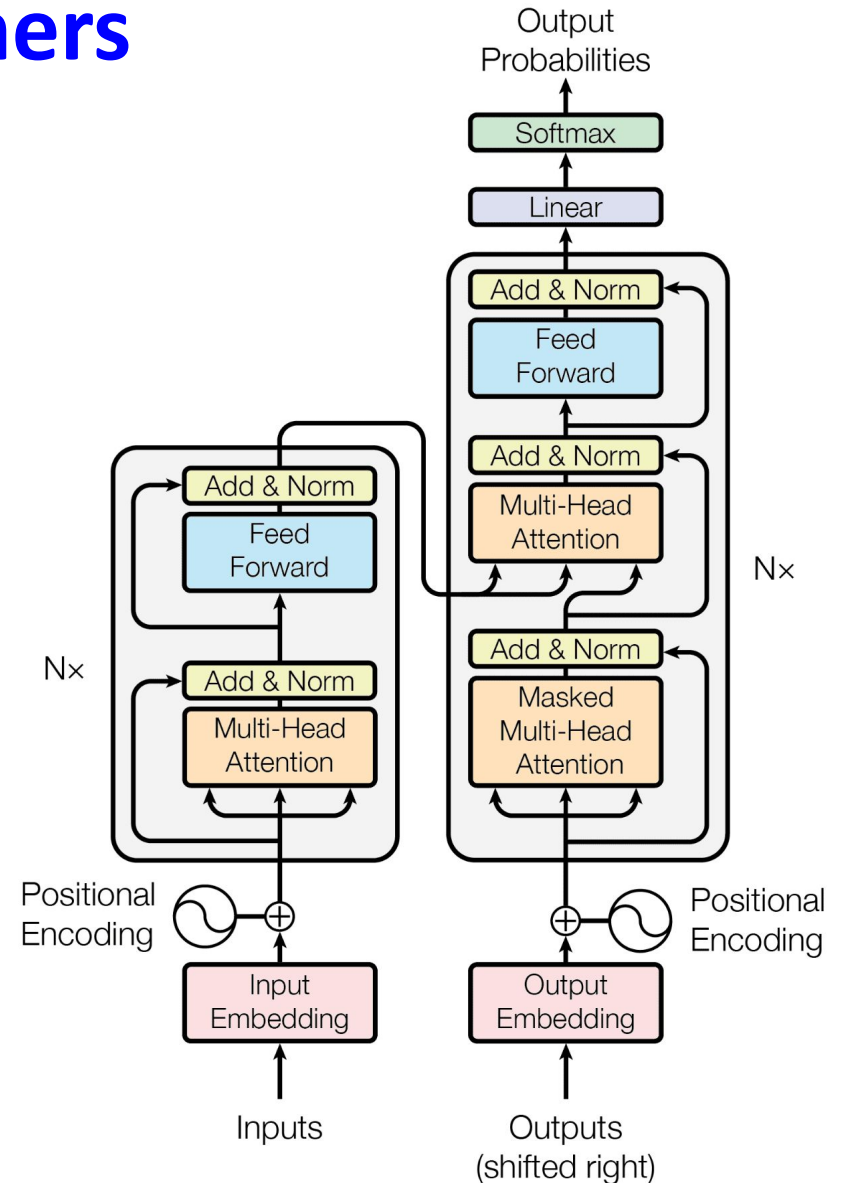 Output
Probabilities
Softmax
Linear
Add & Norm
Feed
Forward
Add & Norm
Multi-Head
Attention
Nx
Add & Norm
Masked
Multi-Head
Attention
Add & Norm
Feed
Forward
Nx
Add & Norm
Multi-Head
Attention
Positional
Encoding
Positional
Encoding
Input
Embedding
Output
Embedding
Inputs
Outputs
(shifted right)